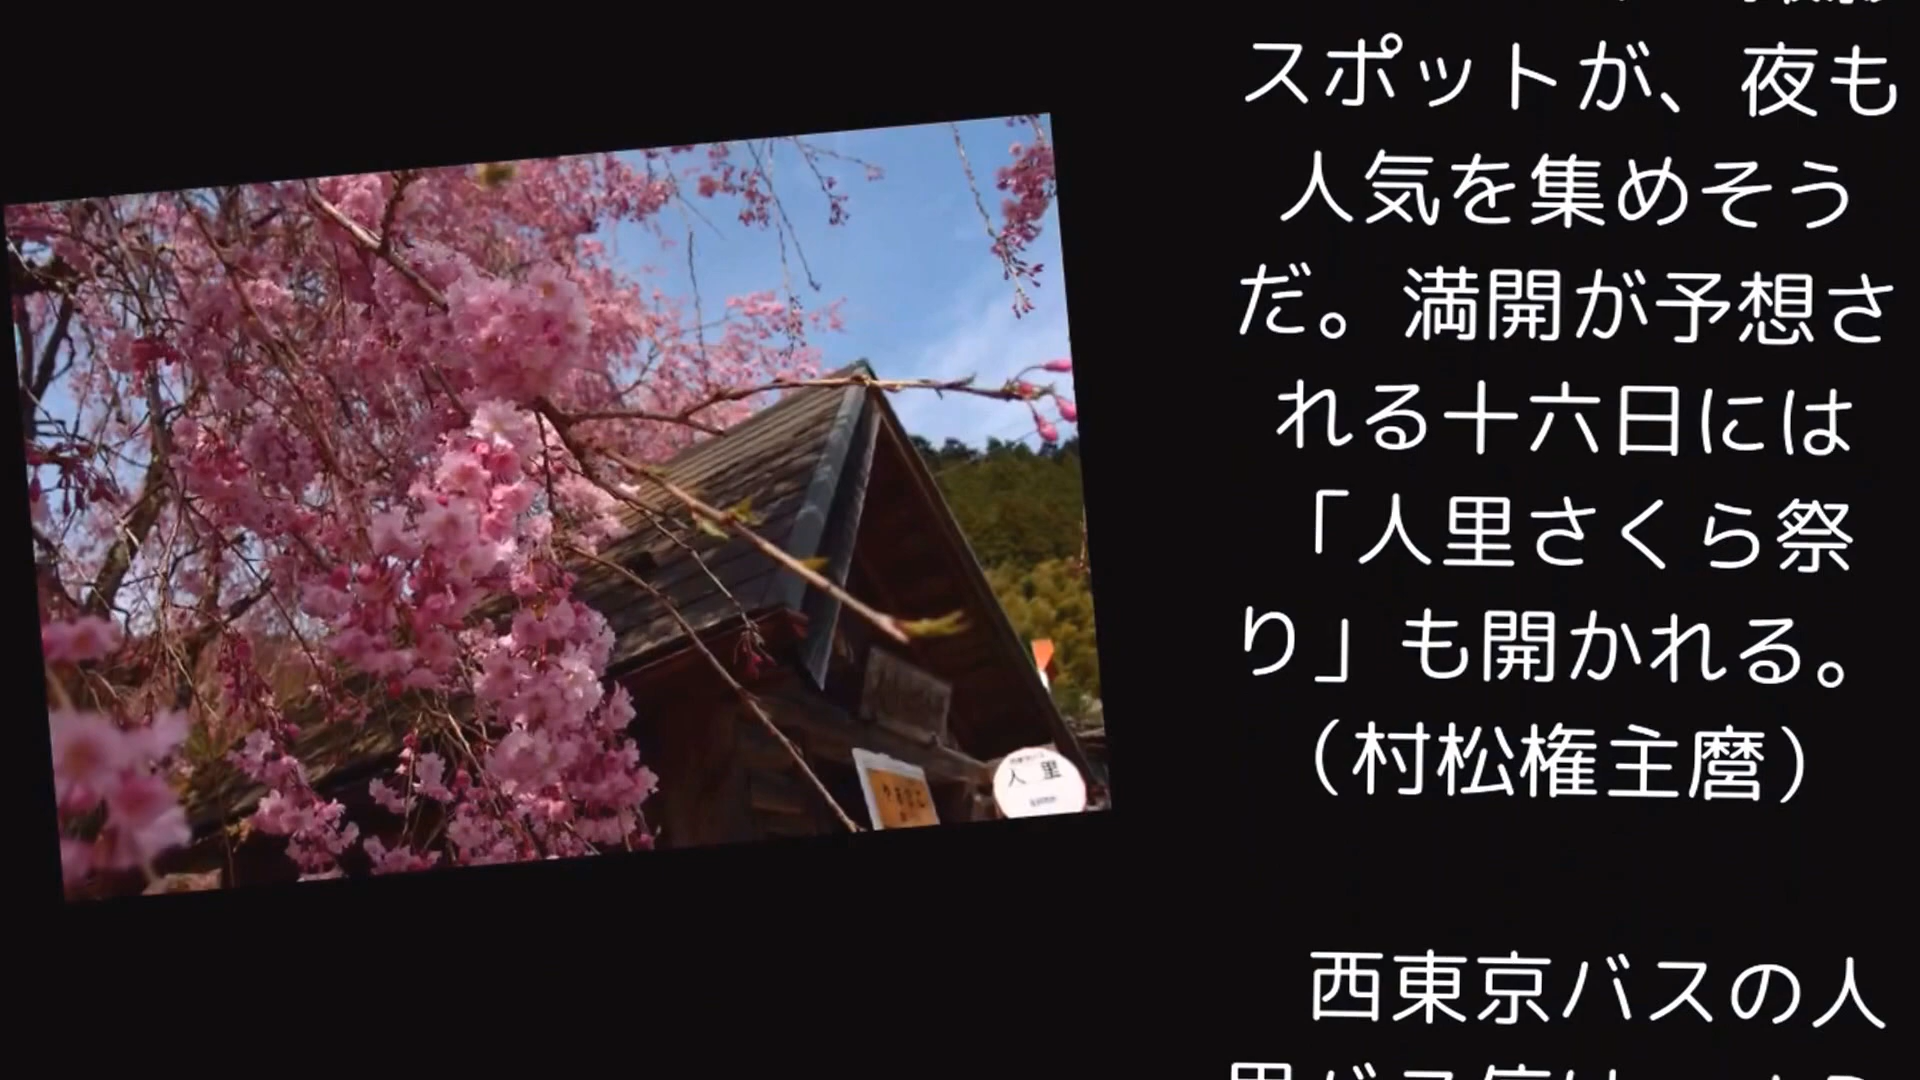 スポットが、夜も
人気を集めそう
だ。満開が予想さ
れる十六日には
「人里さくら祭
り」も開かれる。
（村松権主麿）
西東京バスの人
人 里